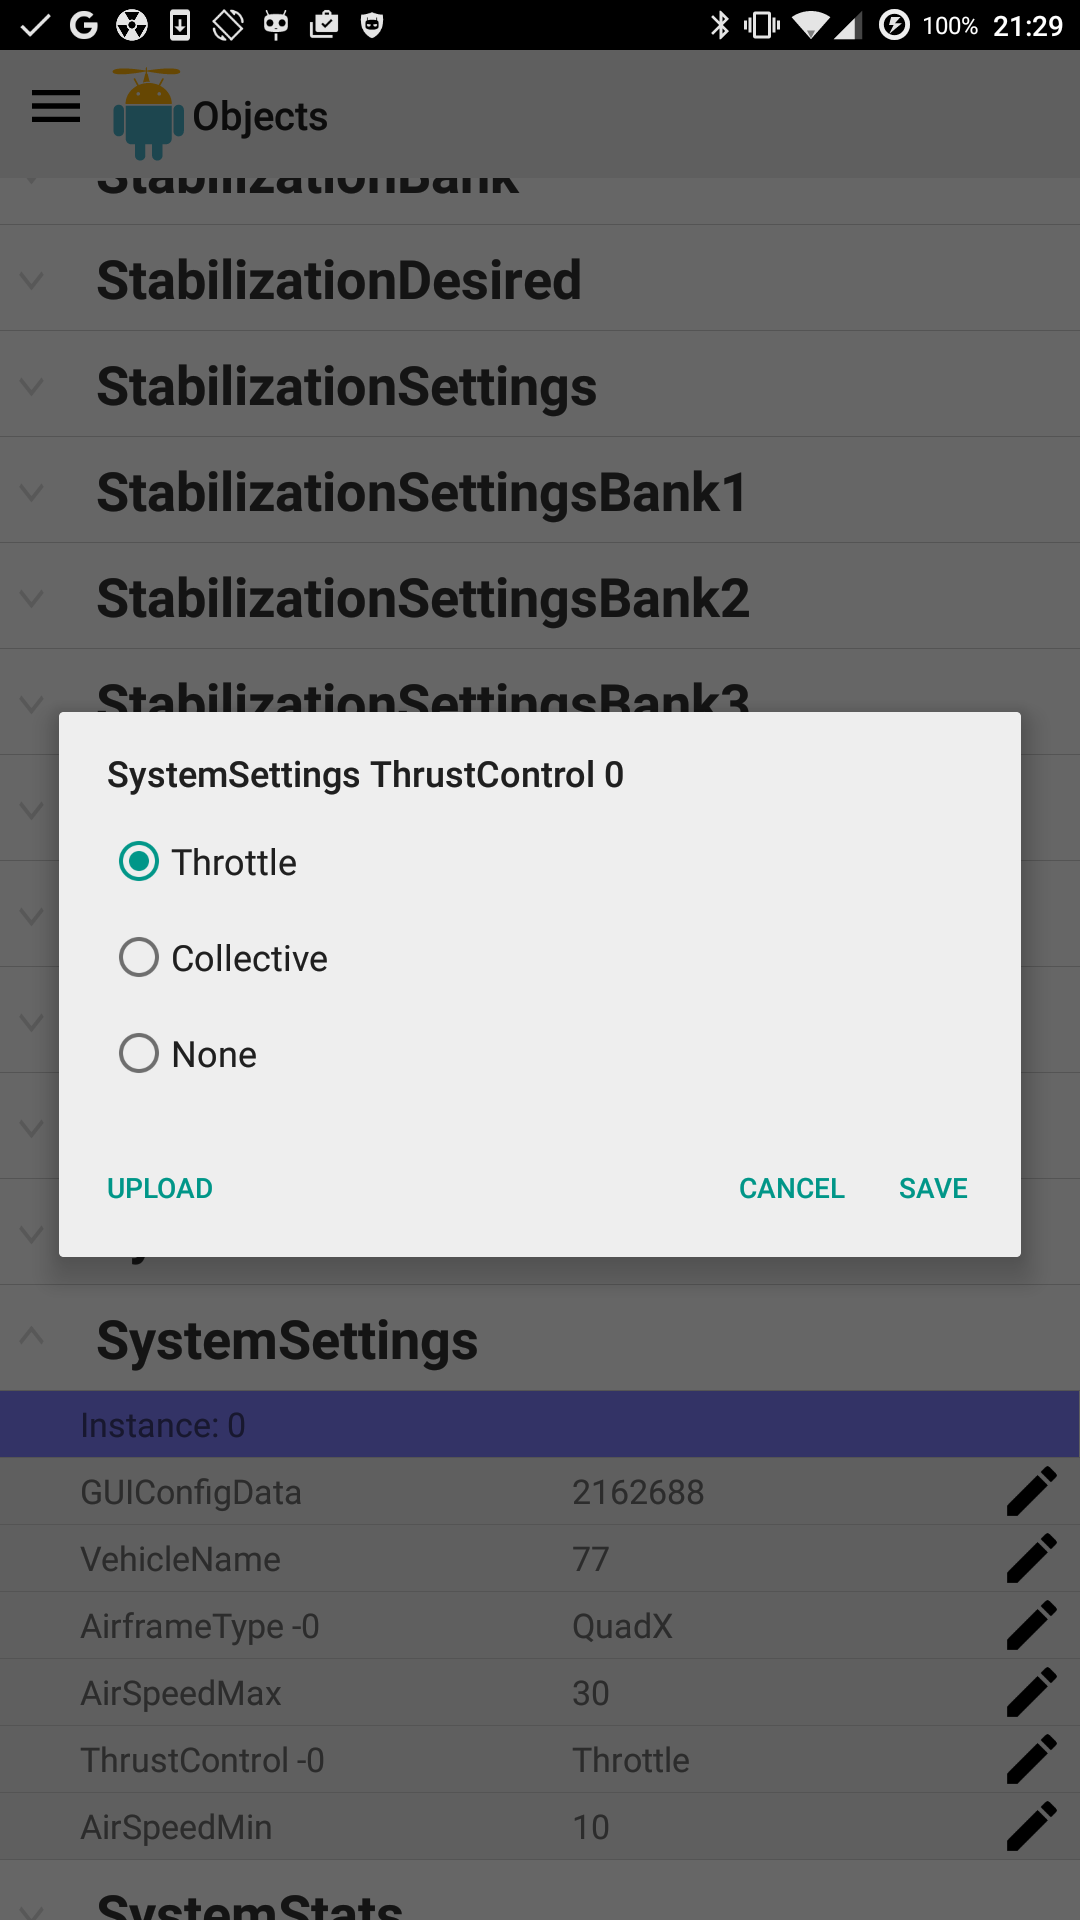 100% 21:29
Objects
StabilizationBank
StabilizationDesired
StabilizationSettings
StabilizationSettingsBank1
StabilizationSettingsBank2
StabilizationSettingsBank3
SystemSettings ThrustControl 0
Throttle
Collective
None
UPLOAD CANCEL SAVE
SystemSettings
Instance: 0
GUIConfigData 2162688
VehicleName 77
AirframeType -0 QuadX
AirSpeedMax 30
ThrustControl -0 Throttle
AirSpeedMin 10
SystemStats